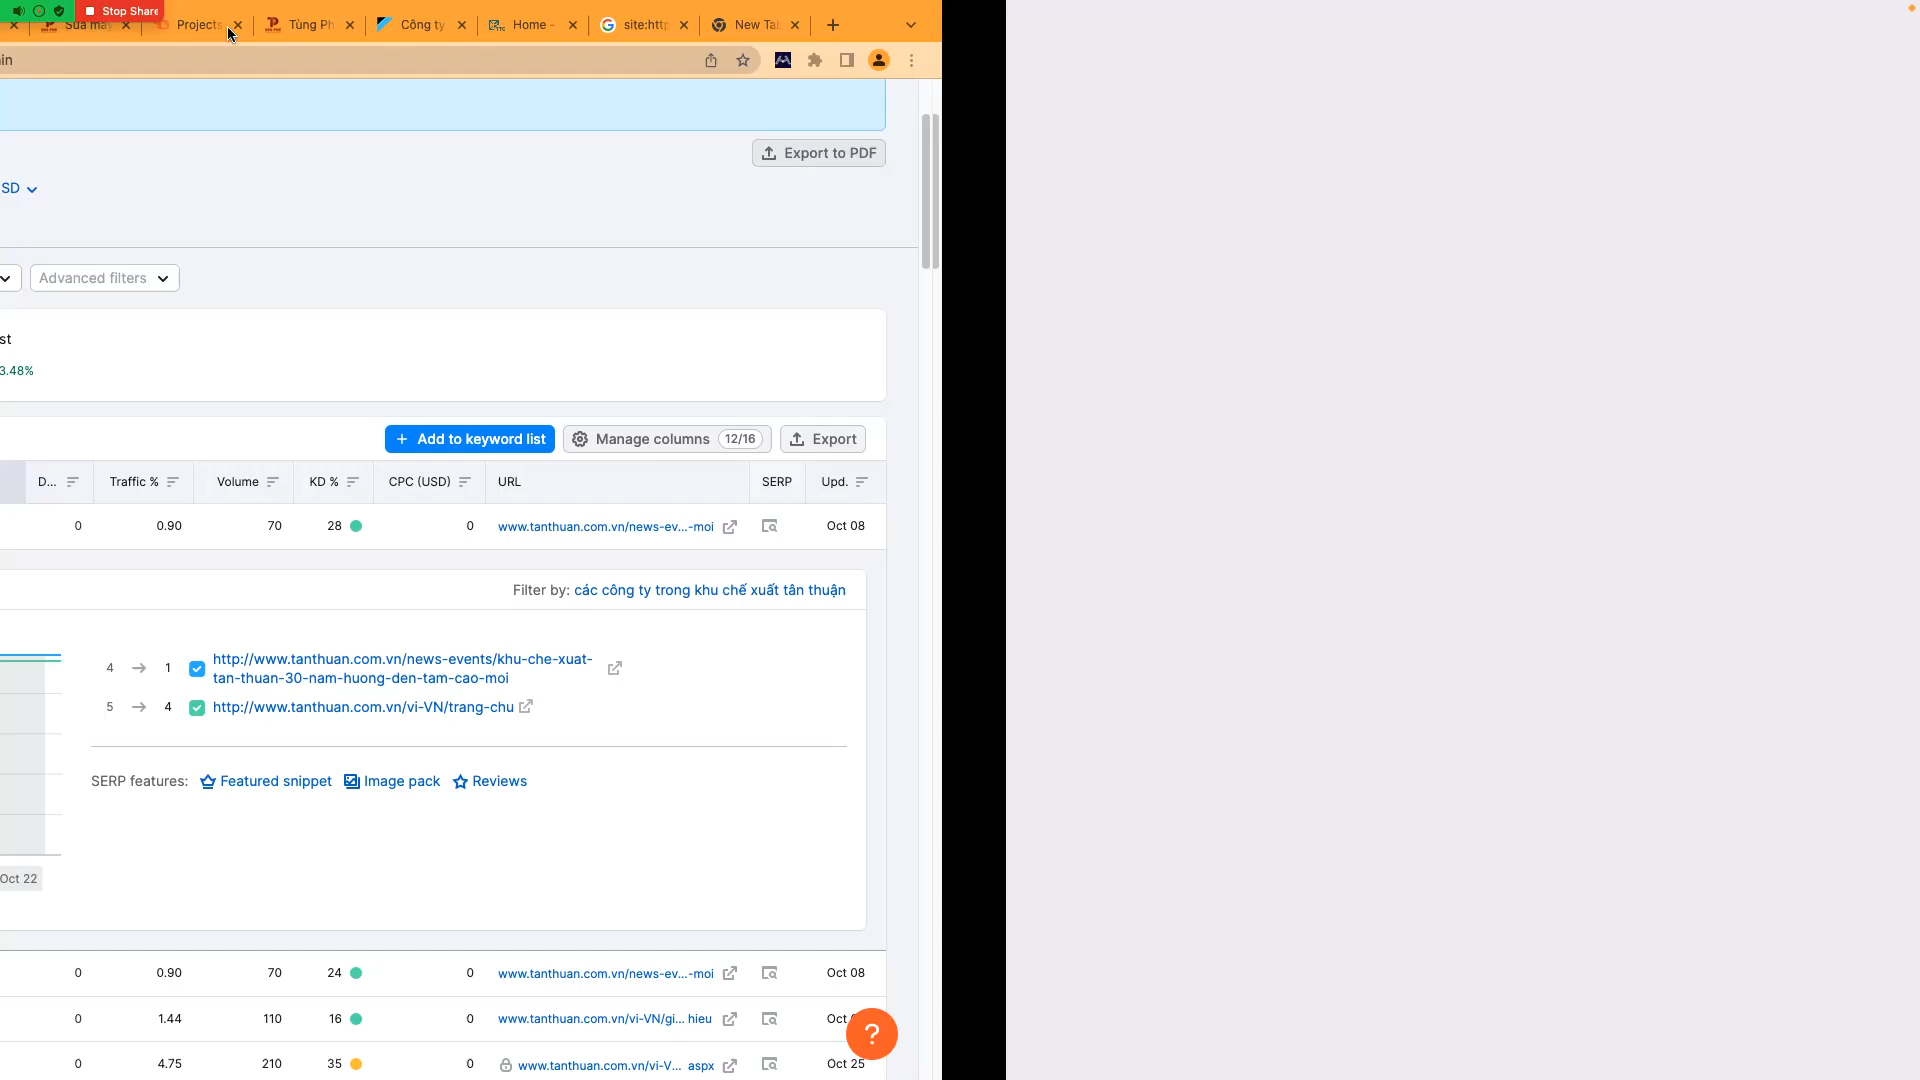 Stop Share
Sửa máy
Projects
Tùng Ph
Công ty
Home -
site:http
New Tab
in
Export to PDF
SD
Advanced filters
st
3.48%
Add to keyword list
Manage columns 12/16
Export
D... Traffic % Volume KD % CPC (USD) URL SERP Upd.
0 0.90 70 28 0 www.tanthuan.com.vn/news-ev...-moi Oct 08
Filter by: các công ty trong khu chế xuất tân thuận
4 → 1 http://www.tanthuan.com.vn/news-events/khu-che-xuat-
tan-thuan-30-nam-huong-den-tam-cao-moi
5 → 4 http://www.tanthuan.com.vn/vi-VN/trang-chu
SERP features: Featured snippet Image pack Reviews
Oct 22
0 0.90 70 24 0 www.tanthuan.com.vn/news-ev...-moi Oct 08
0 1.44 110 16 0 www.tanthuan.com.vn/vi-VN/gi... hieu Oct
0 4.75 210 35 0 www.tanthuan.com.vn/vi-V... aspx Oct 25
?